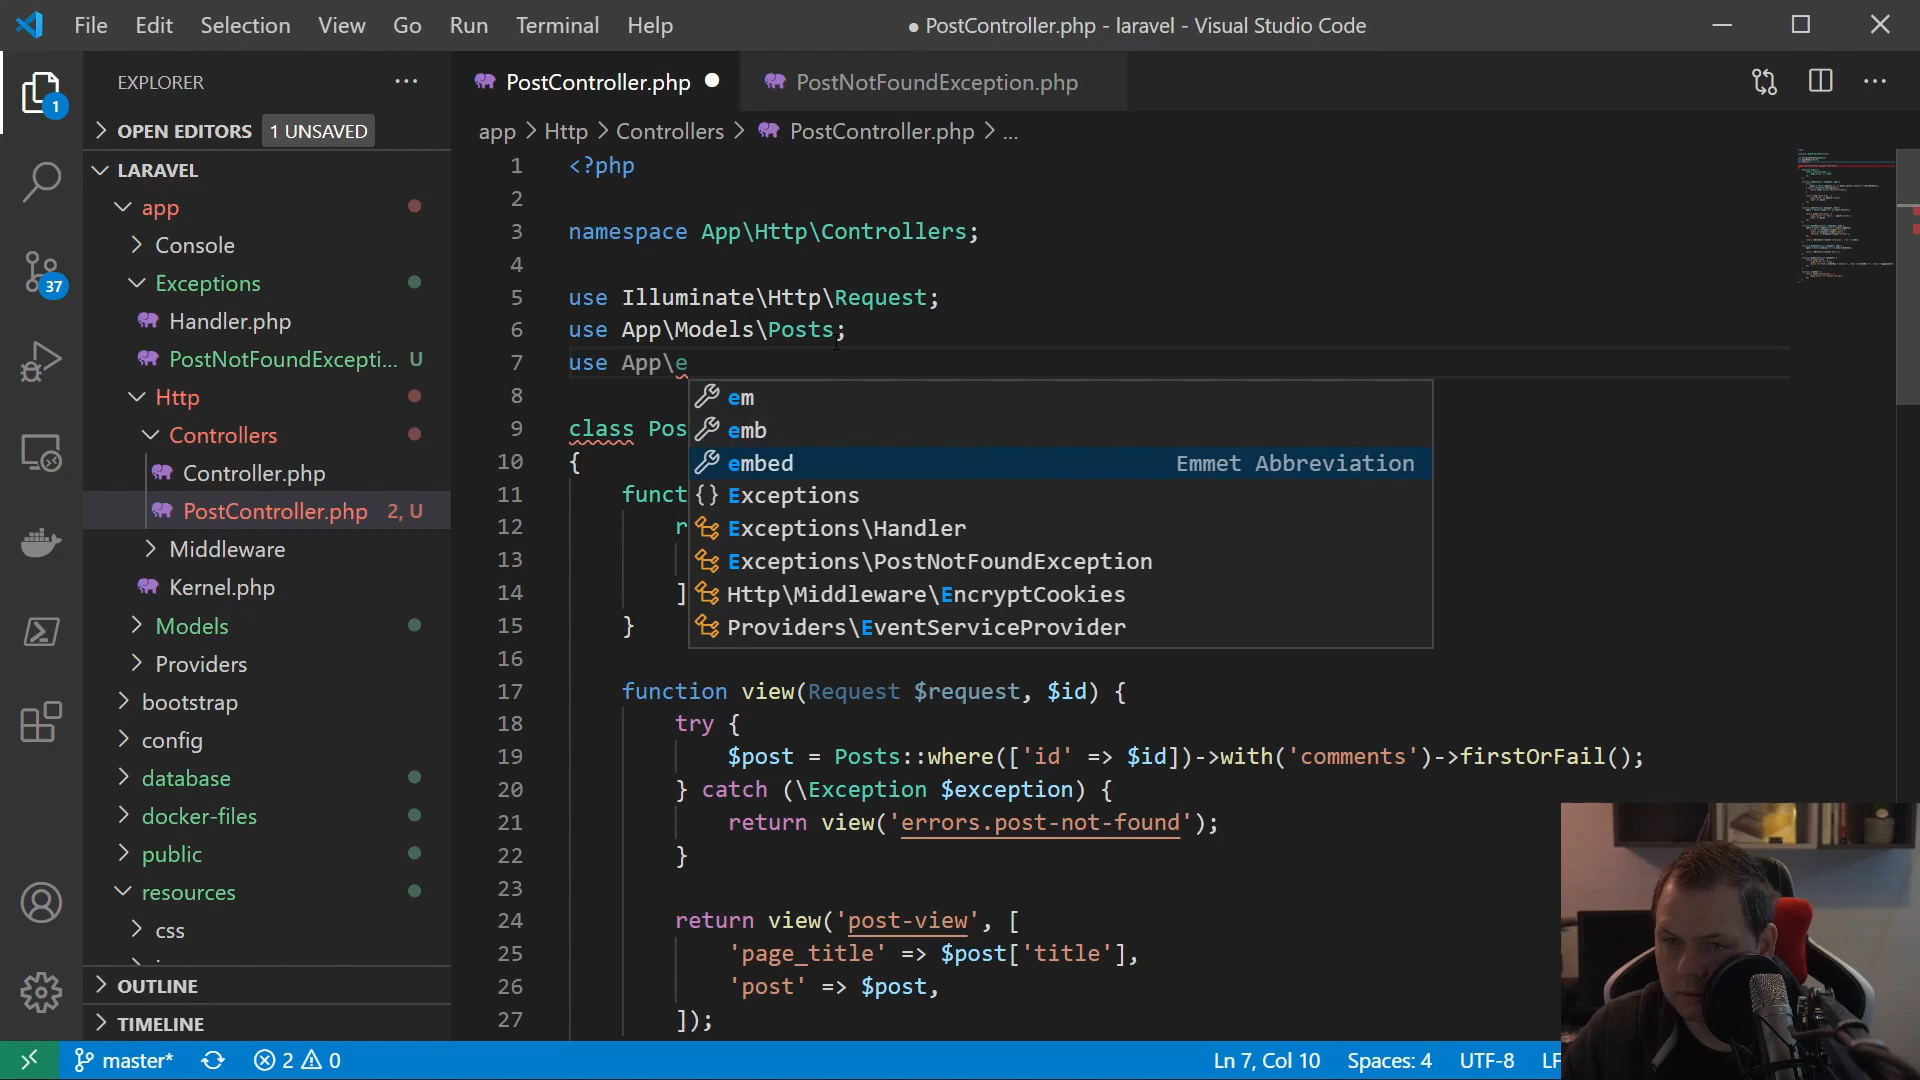 File Edit Selection View Go Run Terminal Help
● PostController.php - laravel - Visual Studio Code
EXPLORER
OPEN EDITORS 1 UNSAVED
LARAVEL
app
Console
Exceptions
Handler.php
PostNotFoundExcepti... U
Http
Controllers
Controller.php
PostController.php 2, U
Middleware
Kernel.php
Models
Providers
bootstrap
config
database
docker-files
public
resources
css
OUTLINE
TIMELINE
1
37
PostController.php ● PostNotFoundException.php
app > Http > Controllers > PostController.php > ...
1 <?php
2
3 namespace App\Http\Controllers;
4
5 use Illuminate\Http\Request;
6 use App\Models\Posts;
7 use App\e
8
9 class Pos
10 {
11 funct
12 r
13
14 ]
15 }
16
17 function view(Request $request, $id) {
18 try {
19 $post = Posts::where(['id' => $id])->with('comments')->firstOrFail();
20 } catch (\Exception $exception) {
21 return view('errors.post-not-found');
22 }
23
24 return view('post-view', [
25 'page_title' => $post['title'],
26 'post' => $post,
27 ]);
em
emb
embed Emmet Abbreviation
{} Exceptions
Exceptions\Handler
Exceptions\PostNotFoundException
Http\Middleware\EncryptCookies
Providers\EventServiceProvider
master* 2 0
Ln 7, Col 10 Spaces: 4 UTF-8 LF